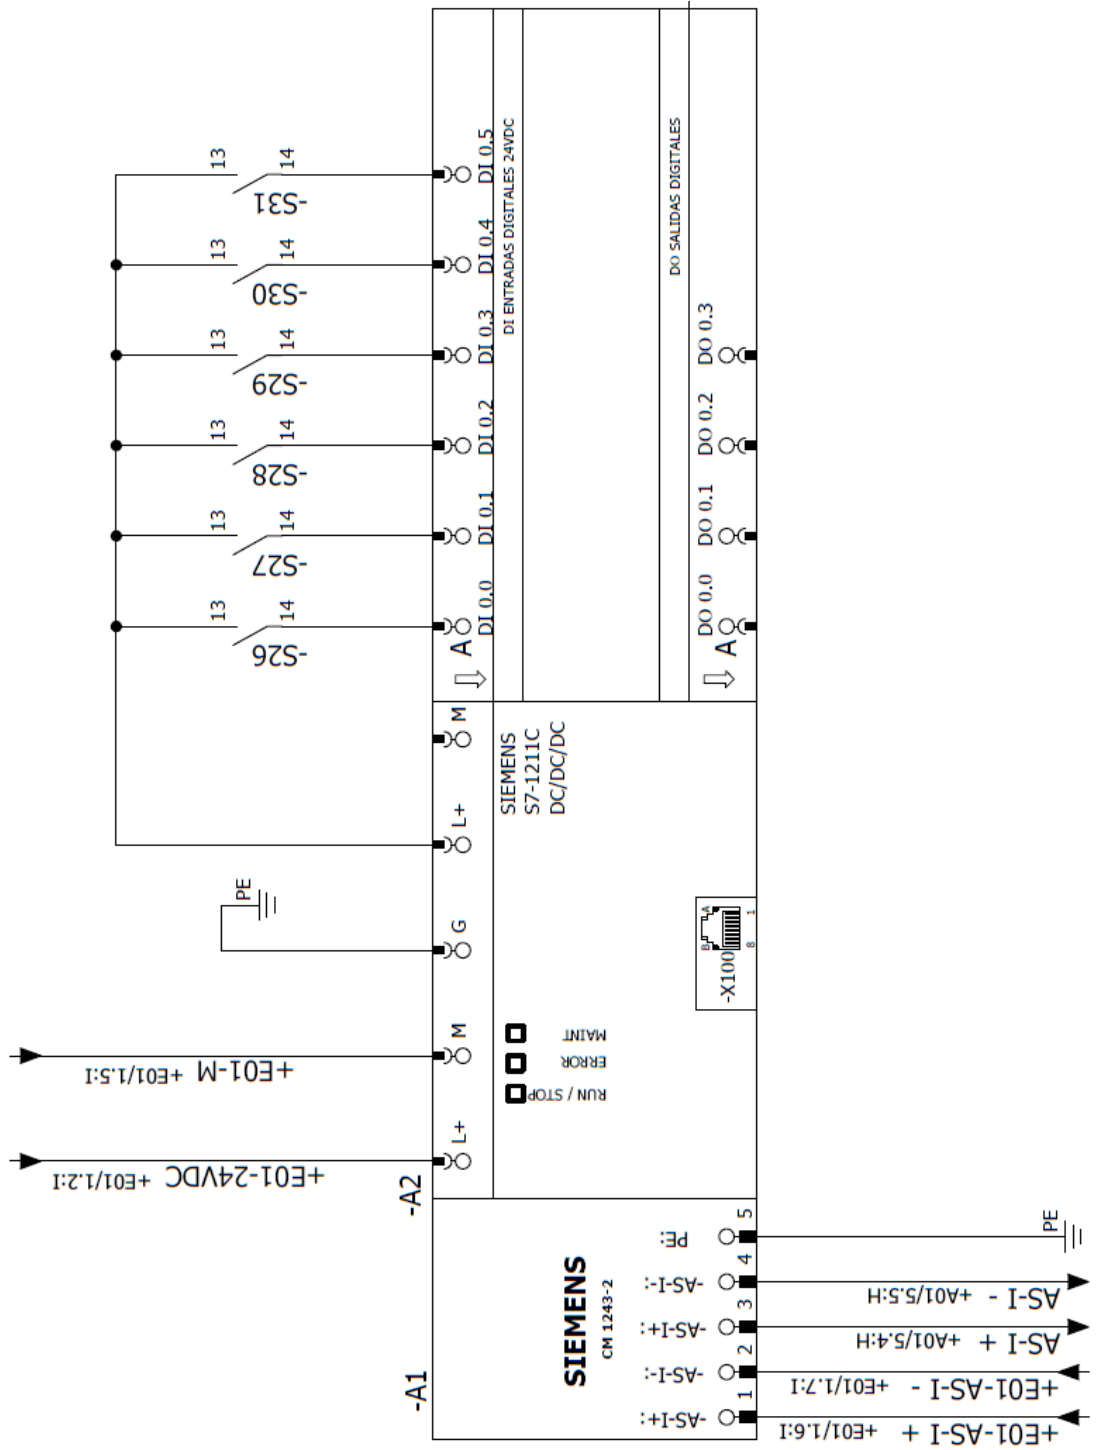 13
14
-S31
DI 0.5
13
14
-S30
DI 0.4
13
14
-S29
DI 0.3
13
14
-S28
DI 0.2
13
14
-S27
DI 0.1
13
14
-S26
DI 0.0
A
DI ENTRADAS DIGITALES 24VDC
DO SALIDAS DIGITALES
DO 0.3
DO 0.2
DO 0.1
DO 0.0
A
M
L+
SIEMENS
S7-1211C
DC/DC/DC
PE
G
M
+E01-M +E01/1.5:I
L+
+E01-24VDC +E01/1.2:I
MAINT
ERROR
RUN / STOP
-X100
A
B
1
8
-A2
-A1
SIEMENS
CM 1243-2
PE:
5
PE
-AS-I-:
4
AS-I - +A01/5.5:H
-AS-I+:
3
AS-I + +A01/5.4:H
-AS-I-:
2
+E01-AS-I - +E01/1.7:I
-AS-I+:
1
+E01-AS-I + +E01/1.6:I